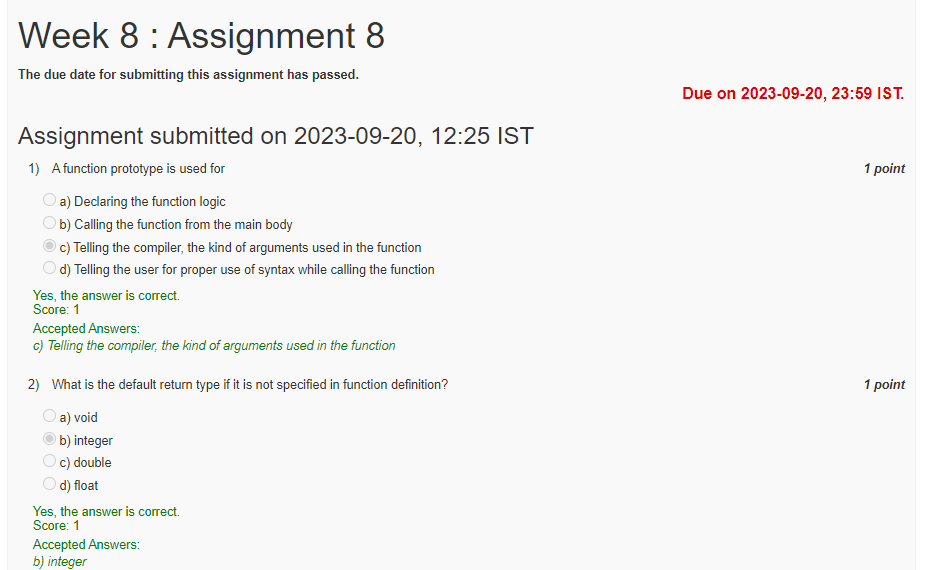 Week 8 : Assignment 8
The due date for submitting this assignment has passed.
Due on 2023-09-20, 23:59 IST.
Assignment submitted on 2023-09-20, 12:25 IST
1) A function prototype is used for 1 point
a) Declaring the function logic
b) Calling the function from the main body
c) Telling the compiler, the kind of arguments used in the function
d) Telling the user for proper use of syntax while calling the function
Yes, the answer is correct.
Score: 1
Accepted Answers:
c) Telling the compiler, the kind of arguments used in the function
2) What is the default return type if it is not specified in function definition? 1 point
a) void
b) integer
c) double
d) float
Yes, the answer is correct.
Score: 1
Accepted Answers:
b) integer